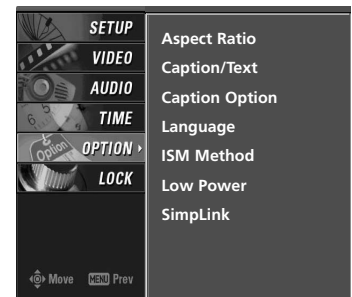 SETUP
VIDEO
AUDIO
TIME
OPTION
LOCK
Move MENU Prev
Aspect Ratio
Caption/Text
Caption Option
Language
ISM Method
Low Power
SimpLink